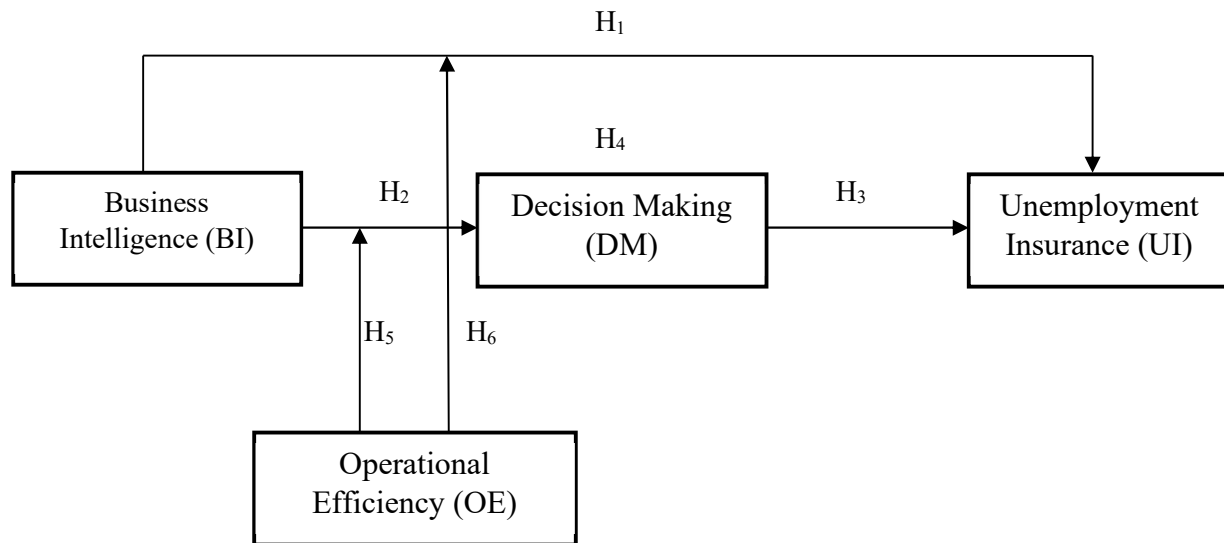 H₁
H₄
Business
Intelligence (BI)
H₂
Decision Making
(DM)
H₃
Unemployment
Insurance (UI)
H₅
H₆
Operational
Efficiency (OE)